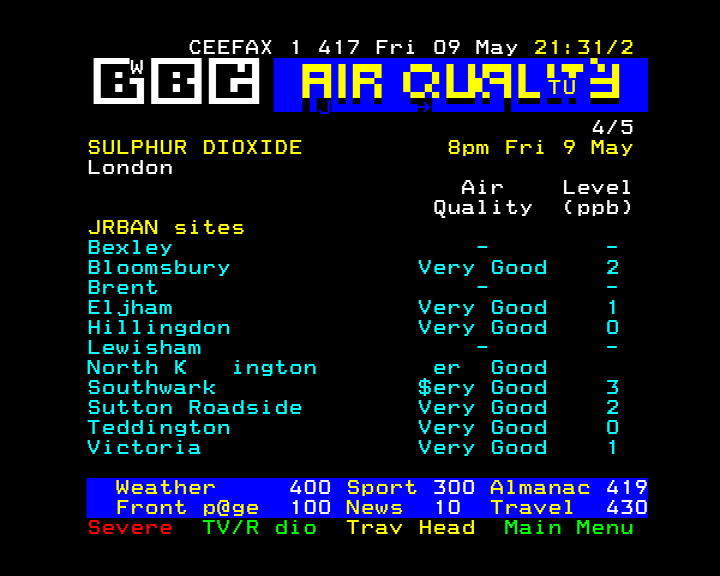 CEEFAX 1 417 Fri 09 May 21:31/2
BBC W AIR QUALITY TU
J →
4/5
SULPHUR DIOXIDE 8pm Fri 9 May
London
Air Level
Quality (ppb)
JRBAN sites
Bexley - -
Bloomsbury Very Good 2
Brent - -
Eljham Very Good 1
Hillingdon Very Good 0
Lewisham - -
North K ington er Good
Southwark $ery Good 3
Sutton Roadside Very Good 2
Teddington Very Good 0
Victoria Very Good 1
Weather 400 Sport 300 Almanac 419
Front p@ge 100 News 10 Travel 430
Severe TV/R dio Trav Head Main Menu